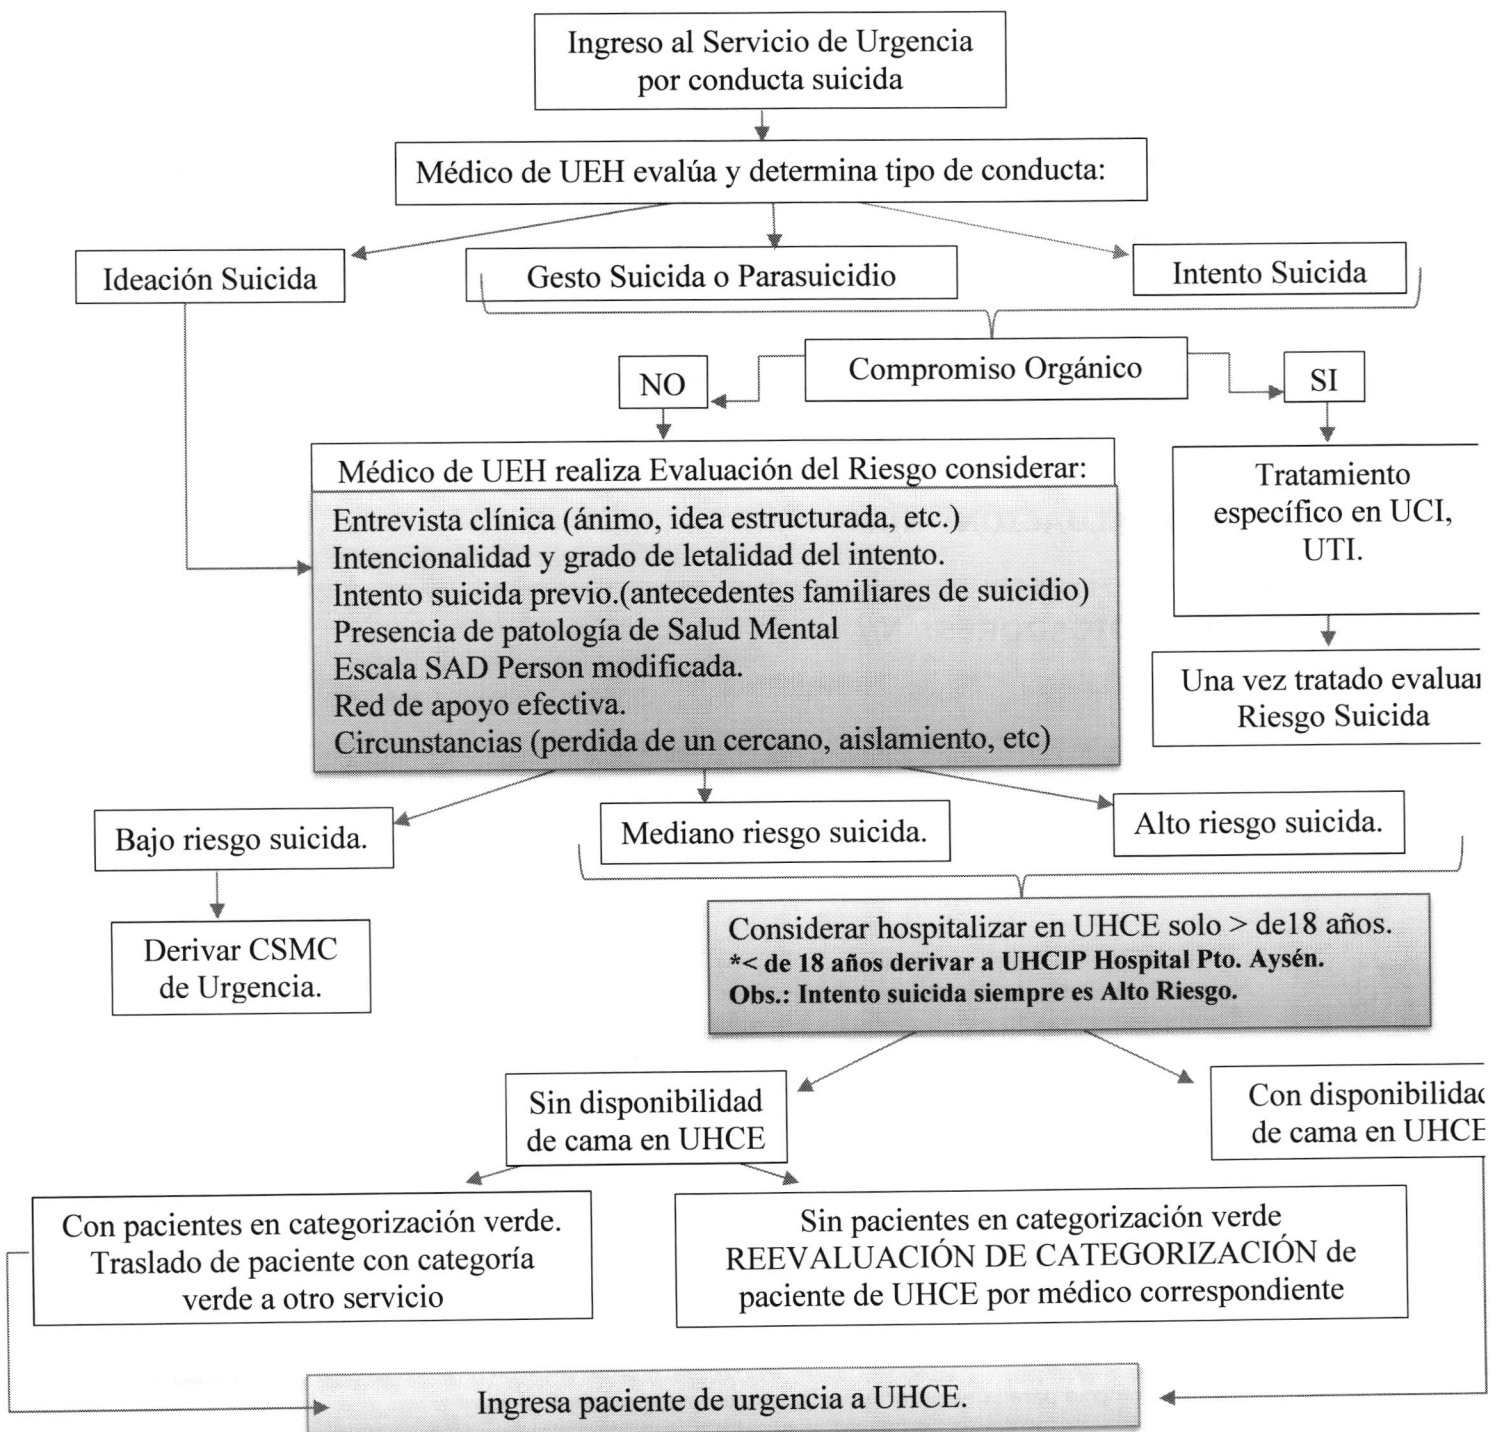 Ingreso al Servicio de Urgencia
por conducta suicida
Médico de UEH evalúa y determina tipo de conducta:
Ideación Suicida
Gesto Suicida o Parasuicidio
Intento Suicida
Compromiso Orgánico
NO
SI
Médico de UEH realiza Evaluación del Riesgo considerar:
Entrevista clínica (ánimo, idea estructurada, etc.)
Intencionalidad y grado de letalidad del intento.
Intento suicida previo.(antecedentes familiares de suicidio)
Presencia de patología de Salud Mental
Escala SAD Person modificada.
Red de apoyo efectiva.
Circunstancias (perdida de un cercano, aislamiento, etc)
Tratamiento
específico en UCI,
UTI.
Una vez tratado evaluar
Riesgo Suicida
Bajo riesgo suicida.
Mediano riesgo suicida.
Alto riesgo suicida.
Derivar CSMC
de Urgencia.
Considerar hospitalizar en UHCE solo > de18 años.
*< de 18 años derivar a UHCIP Hospital Pto. Aysén.
Obs.: Intento suicida siempre es Alto Riesgo.
Sin disponibilidad
de cama en UHCE
Con disponibilidad
de cama en UHCE
Con pacientes en categorización verde.
Traslado de paciente con categoría
verde a otro servicio
Sin pacientes en categorización verde
REEVALUACIÓN DE CATEGORIZACIÓN de
paciente de UHCE por médico correspondiente
Ingresa paciente de urgencia a UHCE.